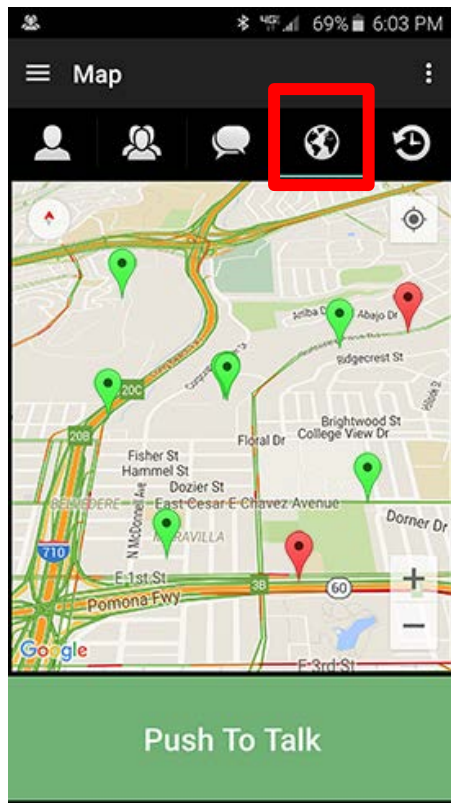 4G LTE 69% 6:03 PM
Map
Abajo Dr
Ridgecrest St
20C
20B
Brightwood St
College View Dr
Floral Dr
Fisher St
Hammel St
Dozier St
East Cesar E Chavez Avenue
BELVEDERE
N McDonnell Ave
MARAVILLA
Dorner Dr
710
E 1st St
3B
60
+
Pomona Fwy
−
Google
E 3rd St
Push To Talk